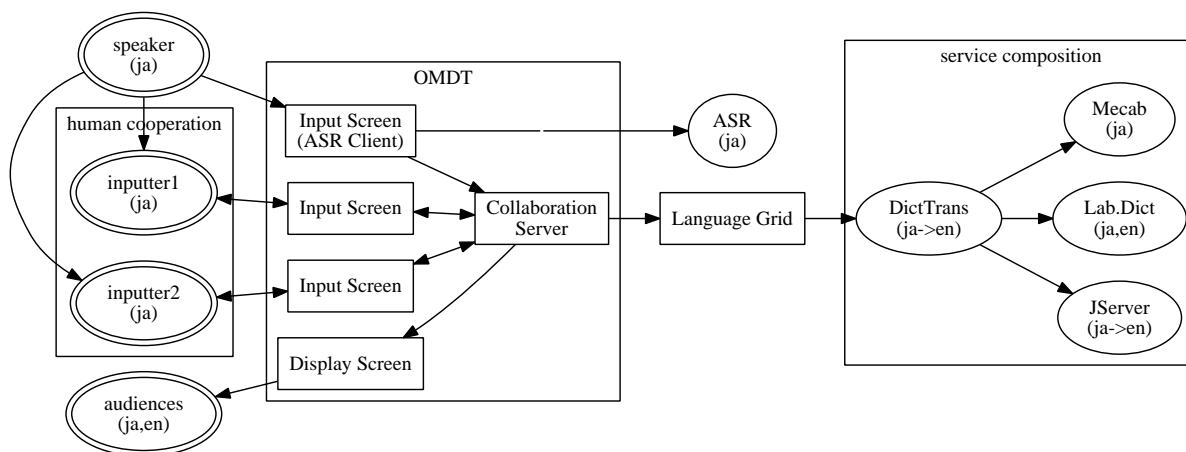 speaker
(ja)
human cooperation
inputter1
(ja)
inputter2
(ja)
audiences
(ja,en)
OMDT
Input Screen
(ASR Client)
Input Screen
Input Screen
Display Screen
Collaboration
Server
ASR
(ja)
Language Grid
service composition
DictTrans
(ja->en)
Mecab
(ja)
Lab.Dict
(ja,en)
JServer
(ja->en)